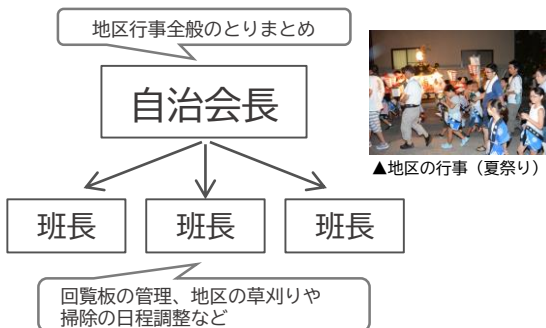 地区行事全般のとりまとめ
自治会長
▲地区の行事（夏祭り）
班長
班長
班長
回覧板の管理、地区の草刈りや
掃除の日程調整など